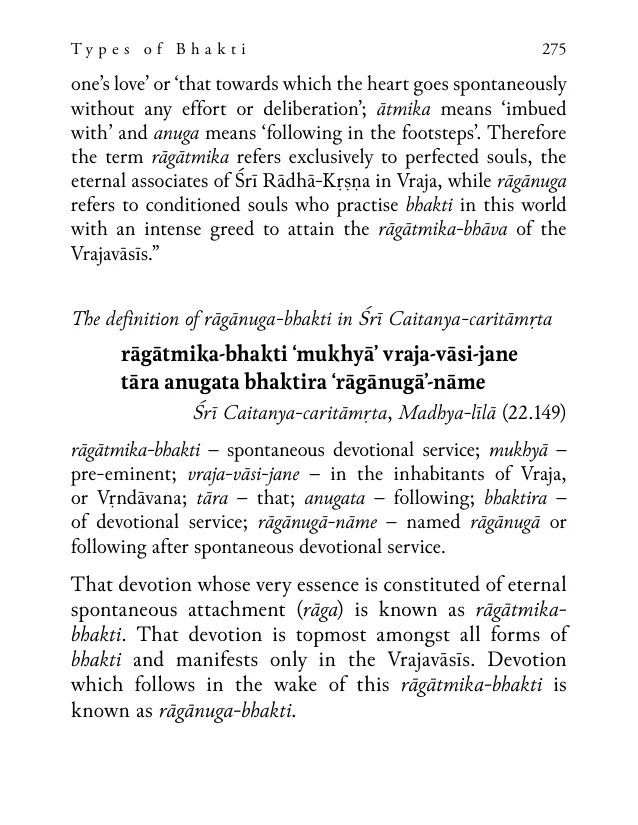 Types of Bhakti 275
one’s love’ or ‘that towards which the heart goes spontaneously
without any effort or deliberation’; ātmika means ‘imbued
with’ and anuga means ‘following in the footsteps’. Therefore
the term rāgātmika refers exclusively to perfected souls, the
eternal associates of Śrī Rādhā-Kṛṣṇa in Vraja, while rāgānuga
refers to conditioned souls who practise bhakti in this world
with an intense greed to attain the rāgātmika-bhāva of the
Vrajavāsīs.”
The definition of rāgānuga-bhakti in Śrī Caitanya-caritāmṛta
rāgātmika-bhakti ‘mukhyā’ vraja-vāsi-jane
tāra anugata bhaktira ‘rāgānugā’-nāme
Śrī Caitanya-caritāmṛta, Madhya-līlā (22.149)
rāgātmika-bhakti – spontaneous devotional service; mukhyā –
pre-eminent; vraja-vāsi-jane – in the inhabitants of Vraja,
or Vṛndāvana; tāra – that; anugata – following; bhaktira –
of devotional service; rāgānugā-nāme – named rāgānugā or
following after spontaneous devotional service.
That devotion whose very essence is constituted of eternal
spontaneous attachment (rāga) is known as rāgātmika-
bhakti. That devotion is topmost amongst all forms of
bhakti and manifests only in the Vrajavāsīs. Devotion
which follows in the wake of this rāgātmika-bhakti is
known as rāgānuga-bhakti.